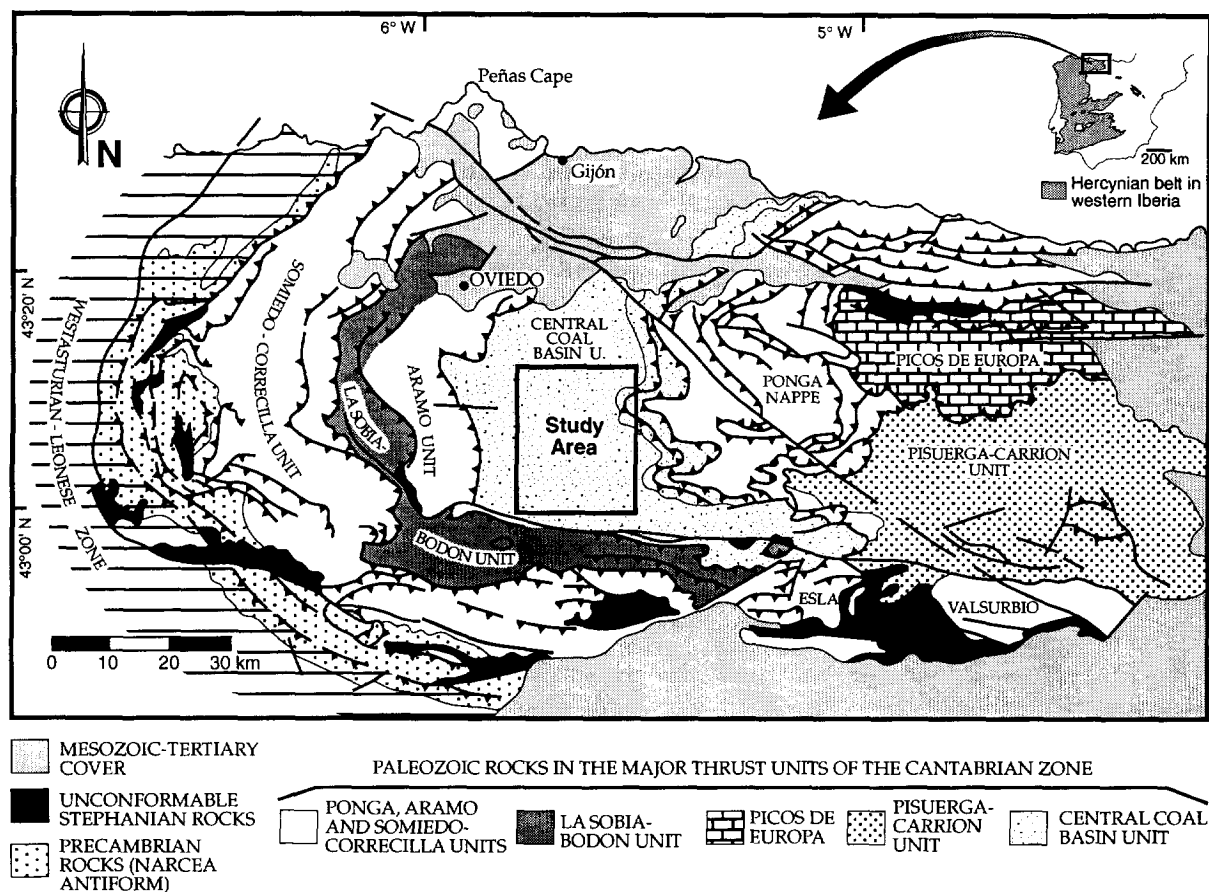 6° W
5° W
Peñas Cape
N
Gijón
200 km
Hercynian belt in
western Iberia
43°20' N
43°00' N
OVIEDO
SOMIEDO - CORRECILLA UNIT
WESTASTURIAN - LEONESE
ZONE
LA SOBIA-
ARAMO UNIT
CENTRAL
COAL
BASIN U.
Study
Area
PONGA
NAPPE
PICOS DE EUROPA
PISUERGA-CARRION
UNIT
BODON UNIT
ESLA
VALSURBIO
0 10 20 30 km
MESOZOIC-TERTIARY
COVER
UNCONFORMABLE
STEPHANIAN ROCKS
PRECAMBRIAN
ROCKS (NARCEA
ANTIFORM)
PALEOZOIC ROCKS IN THE MAJOR THRUST UNITS OF THE CANTABRIAN ZONE
PONGA, ARAMO
AND SOMIEDO-
CORRECILLA UNITS
LA SOBIA-
BODON UNIT
PICOS DE
EUROPA
PISUERGA-
CARRION
UNIT
CENTRAL COAL
BASIN UNIT